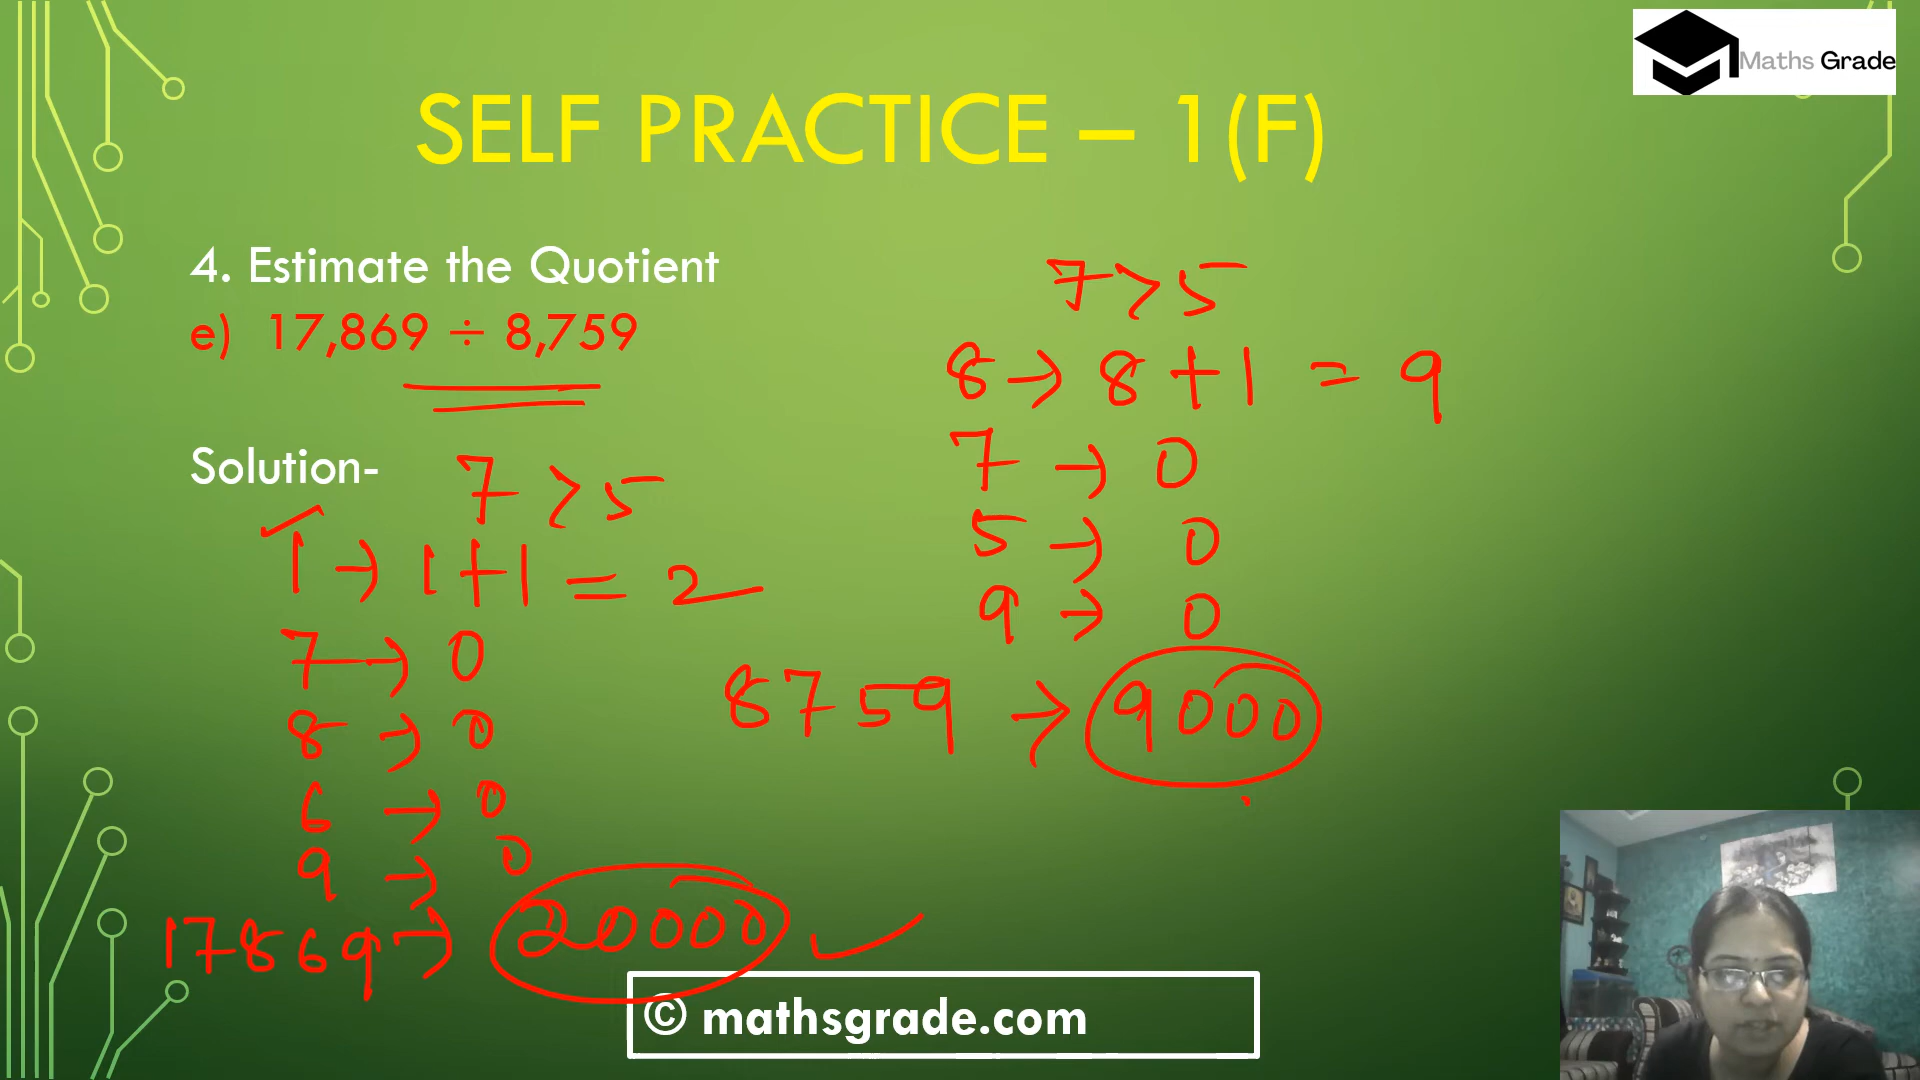 Maths Grade
SELF PRACTICE – 1(F)
4. Estimate the Quotient
e) 17,869 ÷ 8,759
Solution-
7 > 5
1 → 1+1 = 2
7 → 0
8 → 0
6 → 0
9 → 0
17869 → 20000
7 > 5
8 → 8+1 = 9
7 → 0
5 → 0
9 → 0
8759 → 9000
© mathsgrade.com